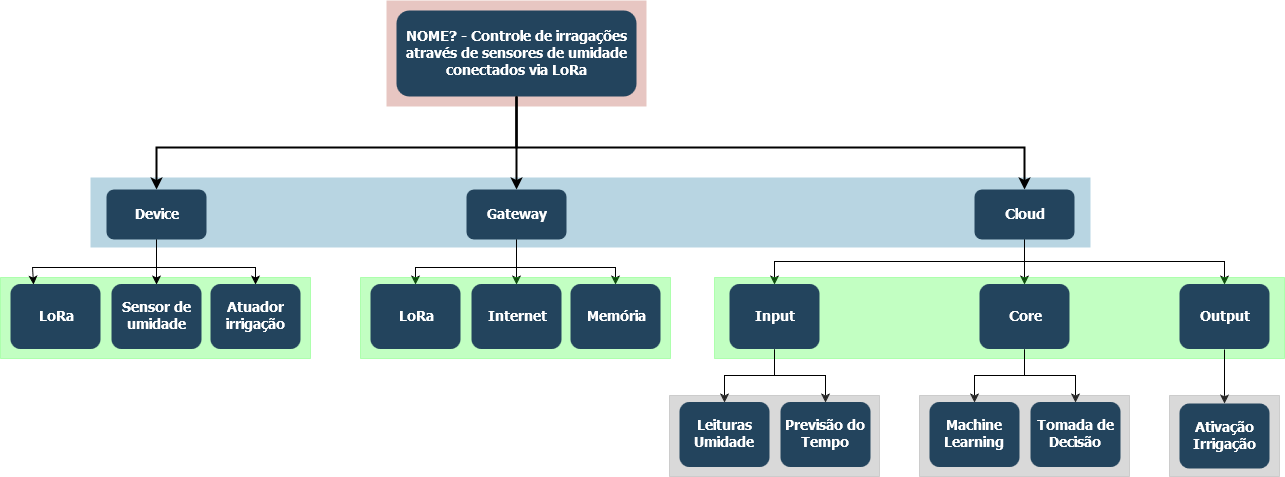 NOME? - Controle de irragações
através de sensores de umidade
conectados via LoRa
Device
Gateway
Cloud
LoRa
Sensor de
umidade
Atuador
irrigação
LoRa
Internet
Memória
Input
Core
Output
Leituras
Umidade
Previsão do
Tempo
Machine
Learning
Tomada de
Decisão
Ativação
Irrigação